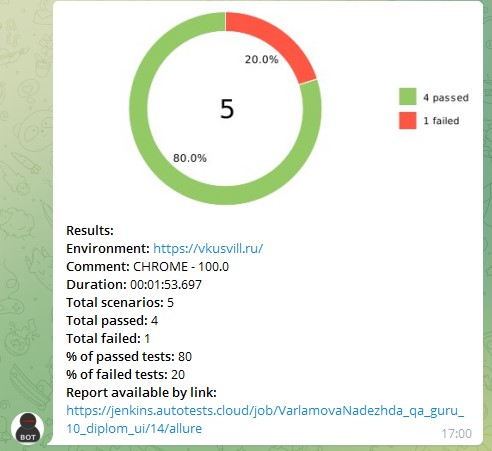 20.0%
5
4 passed
1 failed
80.0%
Results:
Environment: https://vkusvill.ru/
Comment: CHROME - 100.0
Duration: 00:01:53.697
Total scenarios: 5
Total passed: 4
Total failed: 1
% of passed tests: 80
% of failed tests: 20
Report available by link:
https://jenkins.autotests.cloud/job/VarlamovaNadezhda_qa_guru_
10_diplom_ui/14/allure
BOT
17:00